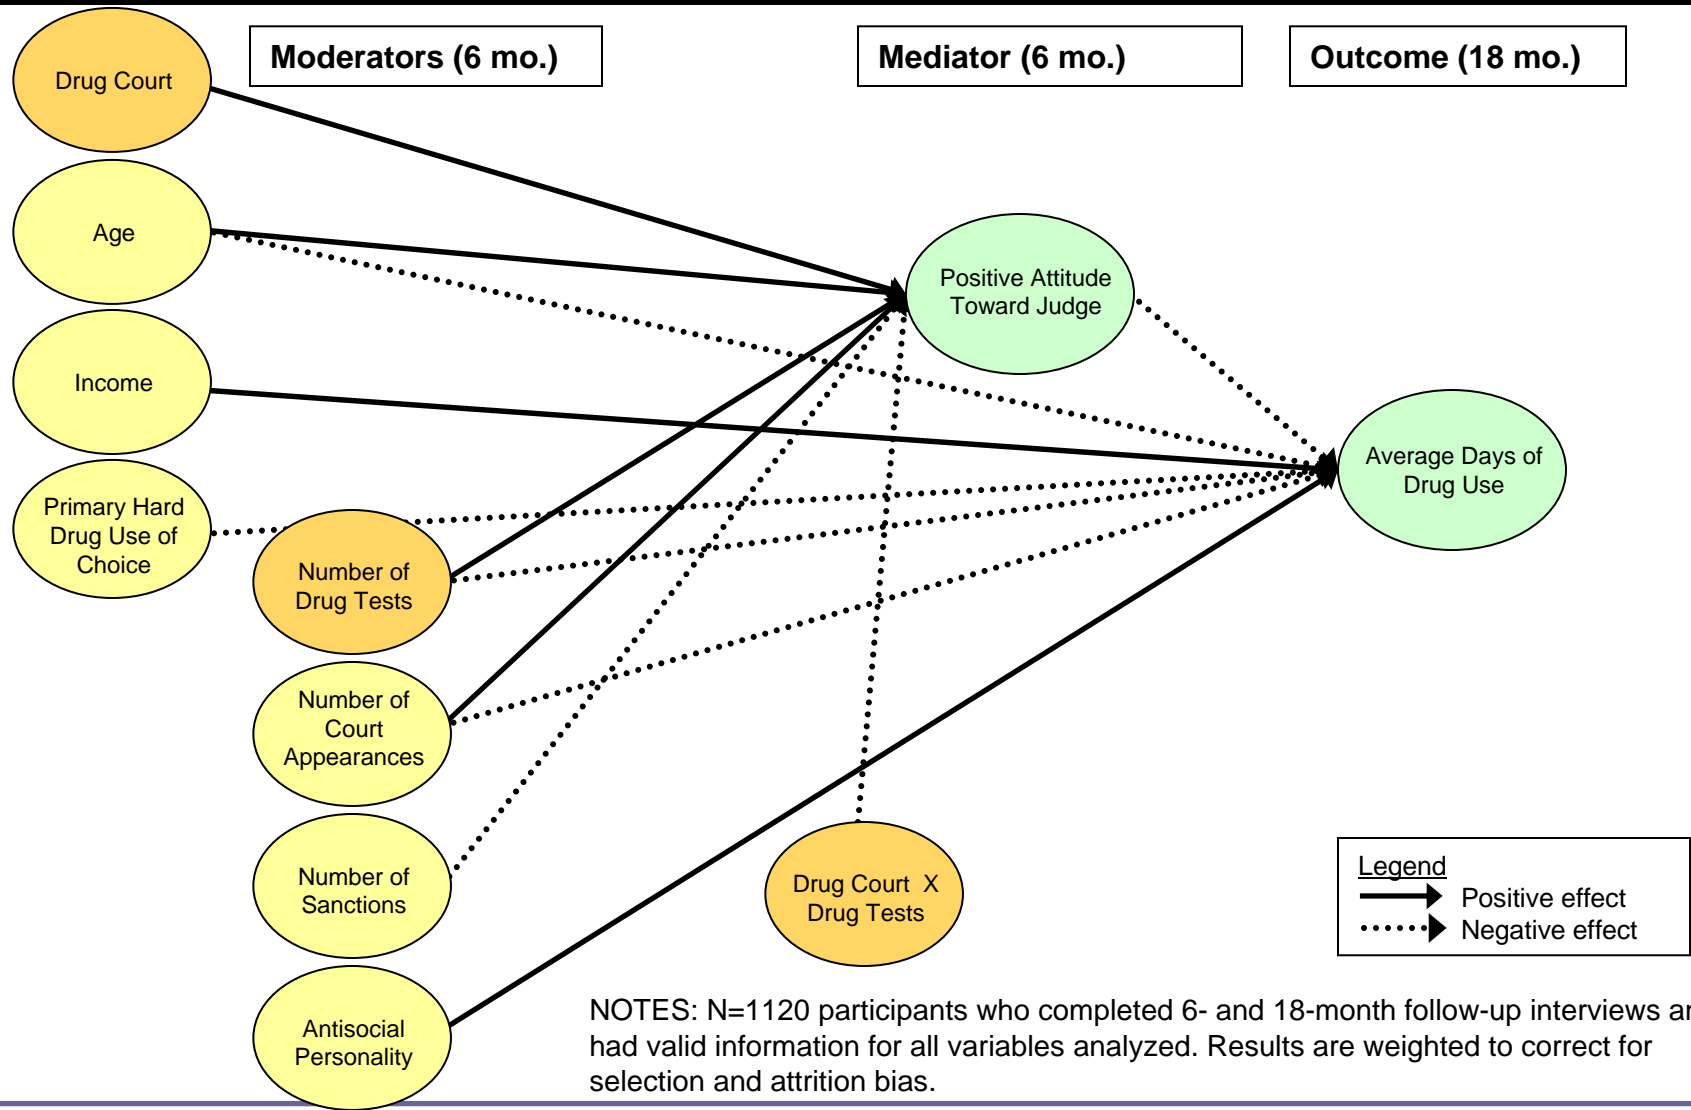 Moderators (6 mo.)
Mediator (6 mo.)
Outcome (18 mo.)
Drug Court
Age
Income
Primary Hard
Drug Use of
Choice
Number of
Drug Tests
Number of
Court
Appearances
Number of
Sanctions
Antisocial
Personality
Positive Attitude
Toward Judge
Drug Court X
Drug Tests
Average Days of
Drug Use
Legend
Positive effect
Negative effect
NOTES: N=1120 participants who completed 6- and 18-month follow-up interviews
had valid information for all variables analyzed. Results are weighted to correct for
selection and attrition bias.